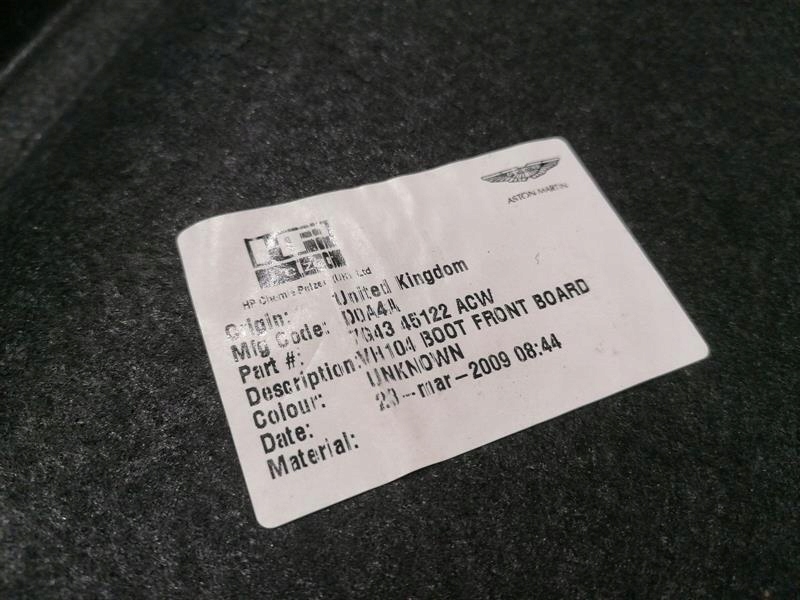 ASTON MARTIN
HP Chemie Pelzer (UK) Ltd
Origin: United Kingdom
Mfg Code: D0A4A
Part #: 7G43 45122 ACW
Description: VH104 BOOT FRONT BOARD
Colour: UNKNOWN
Date: 23-mar-2009 08:44
Material: